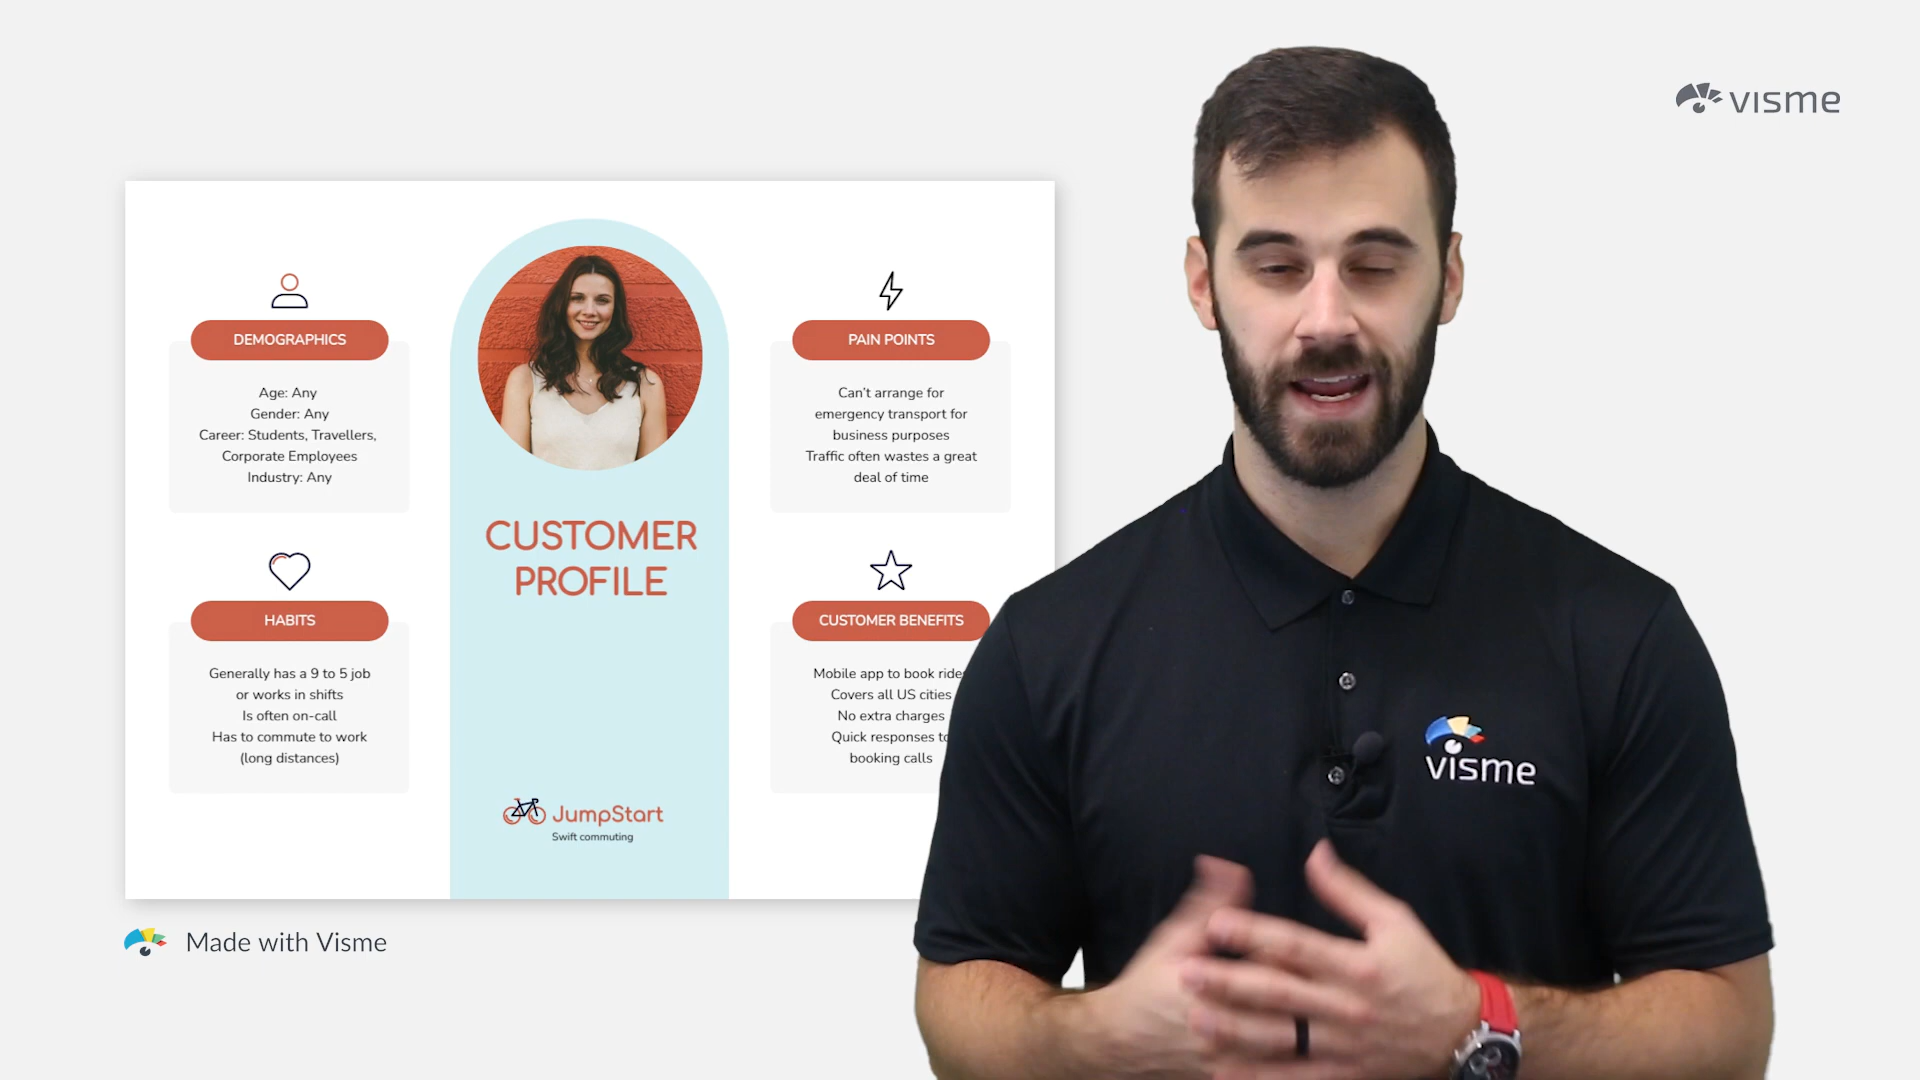 visme
DEMOGRAPHICS
Age: Any
Gender: Any
Career: Students, Travellers,
Corporate Employees
Industry: Any
HABITS
Generally has a 9 to 5 job
or works in shifts
Is often on-call
Has to commute to work
(long distances)
CUSTOMER
PROFILE
JumpStart
Swift commuting
PAIN POINTS
Can't arrange for
emergency transport for
business purposes
Traffic often wastes a great
deal of time
CUSTOMER BENEFITS
Mobile app to book
Covers all US cities
No extra charges
Quick responses
booking calls
visme
Made with Visme